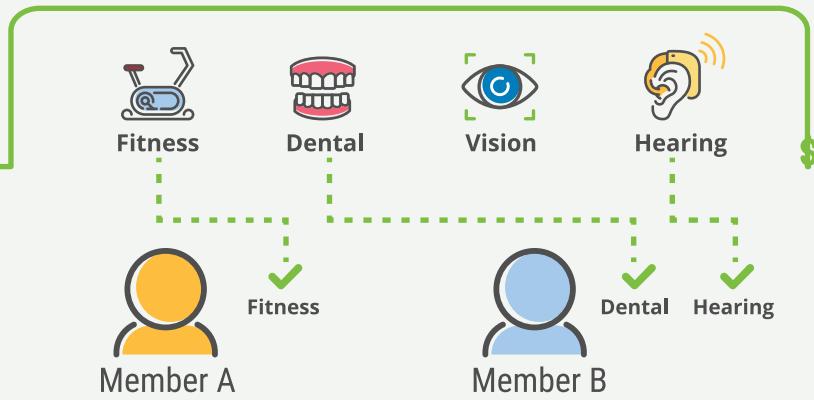 Fitness Dental Vision Hearing
$
Fitness Dental Hearing
Member A Member B